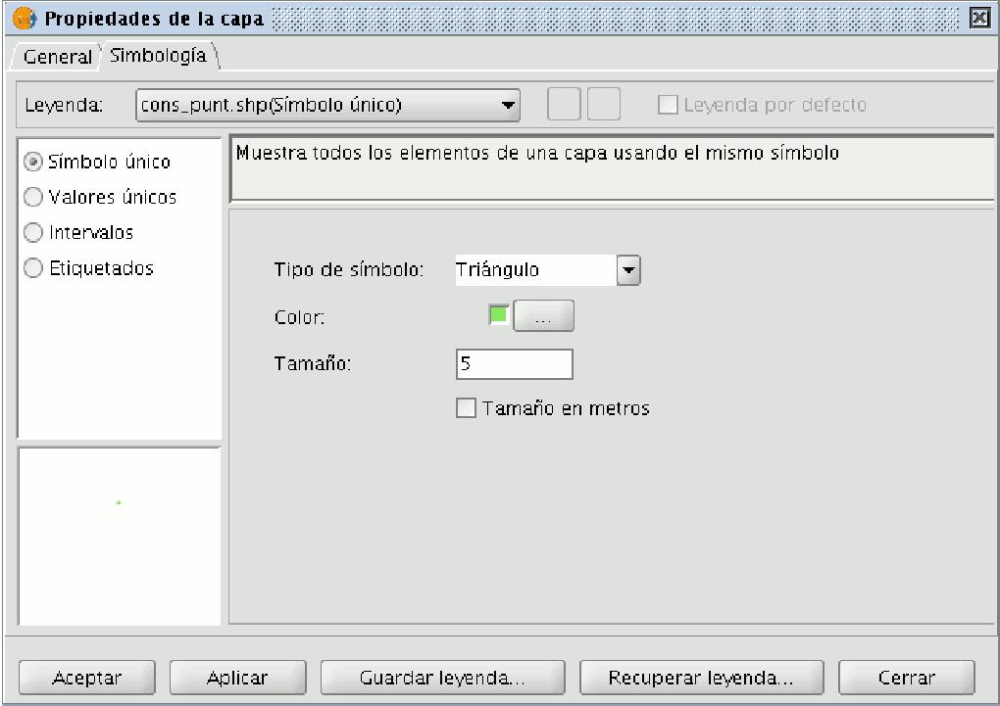 Propiedades de la capa
General
Simbología
Leyenda:
cons_punt.shp(Símbolo único)
Leyenda por defecto
Símbolo único
Valores únicos
Intervalos
Etiquetados
Muestra todos los elementos de una capa usando el mismo símbolo
Tipo de símbolo:
Triángulo
Color:
...
Tamaño:
5
Tamaño en metros
Aceptar
Aplicar
Guardar leyenda...
Recuperar leyenda...
Cerrar